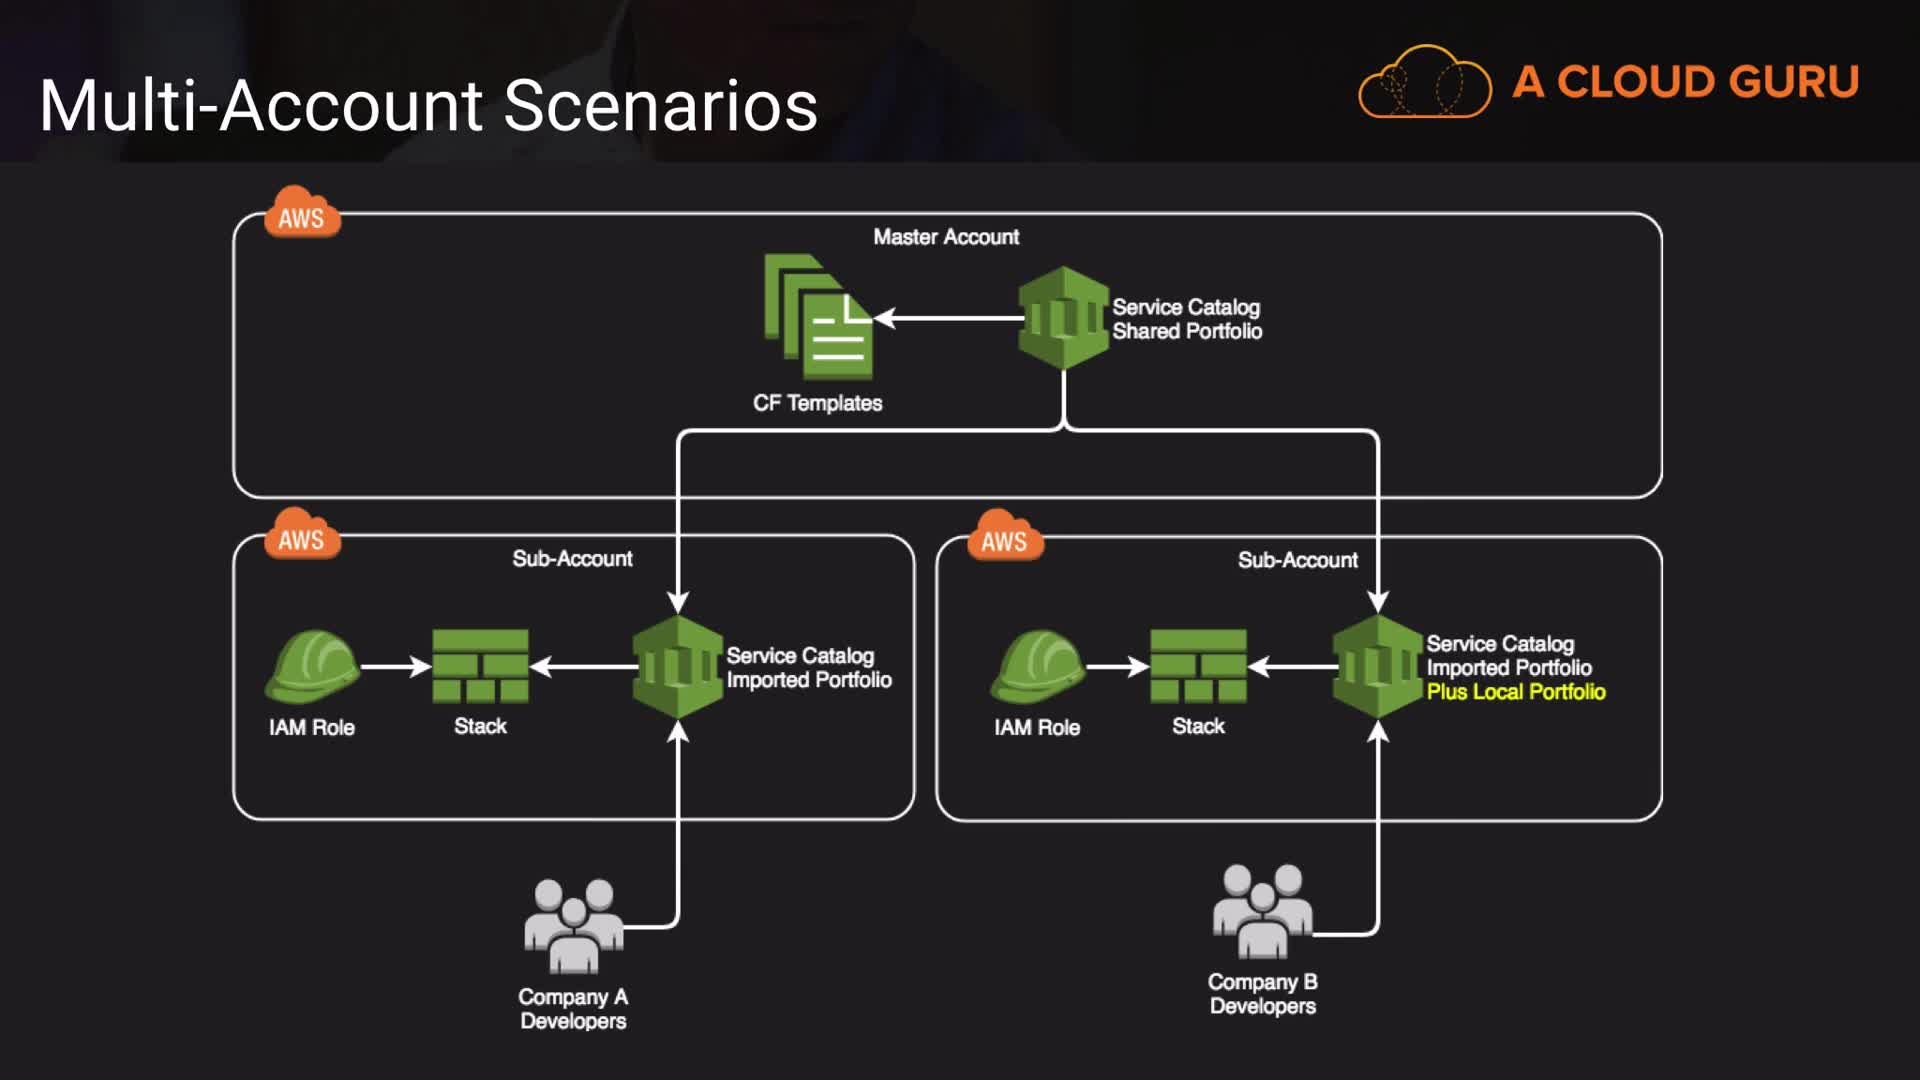 Multi-Account Scenarios
A CLOUD GURU
AWS
Master Account
Service Catalog
Shared Portfolio
CF Templates
AWS
Sub-Account
IAM Role
Stack
Service Catalog
Imported Portfolio
AWS
Sub-Account
IAM Role
Stack
Service Catalog
Imported Portfolio
Plus Local Portfolio
Company A
Developers
Company B
Developers